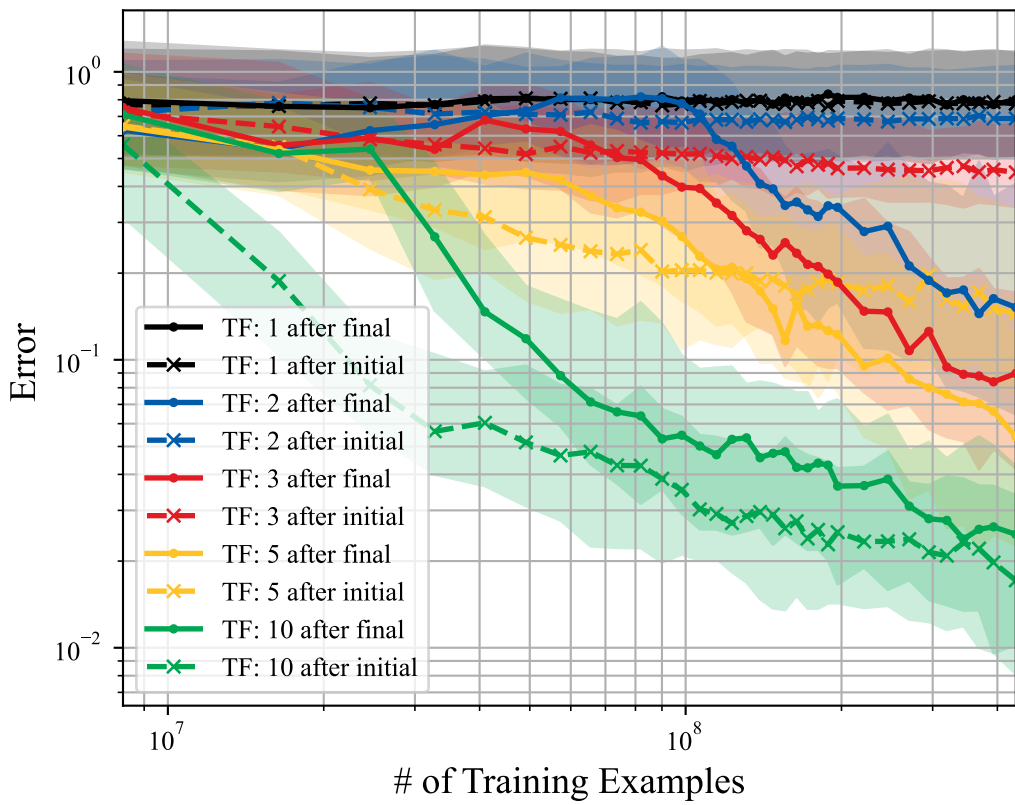 10^0
10^{-1}
10^{-2}
Error
TF: 1 after final
TF: 1 after initial
TF: 2 after final
TF: 2 after initial
TF: 3 after final
TF: 3 after initial
TF: 5 after final
TF: 5 after initial
TF: 10 after final
TF: 10 after initial
10^7
10^8
# of Training Examples